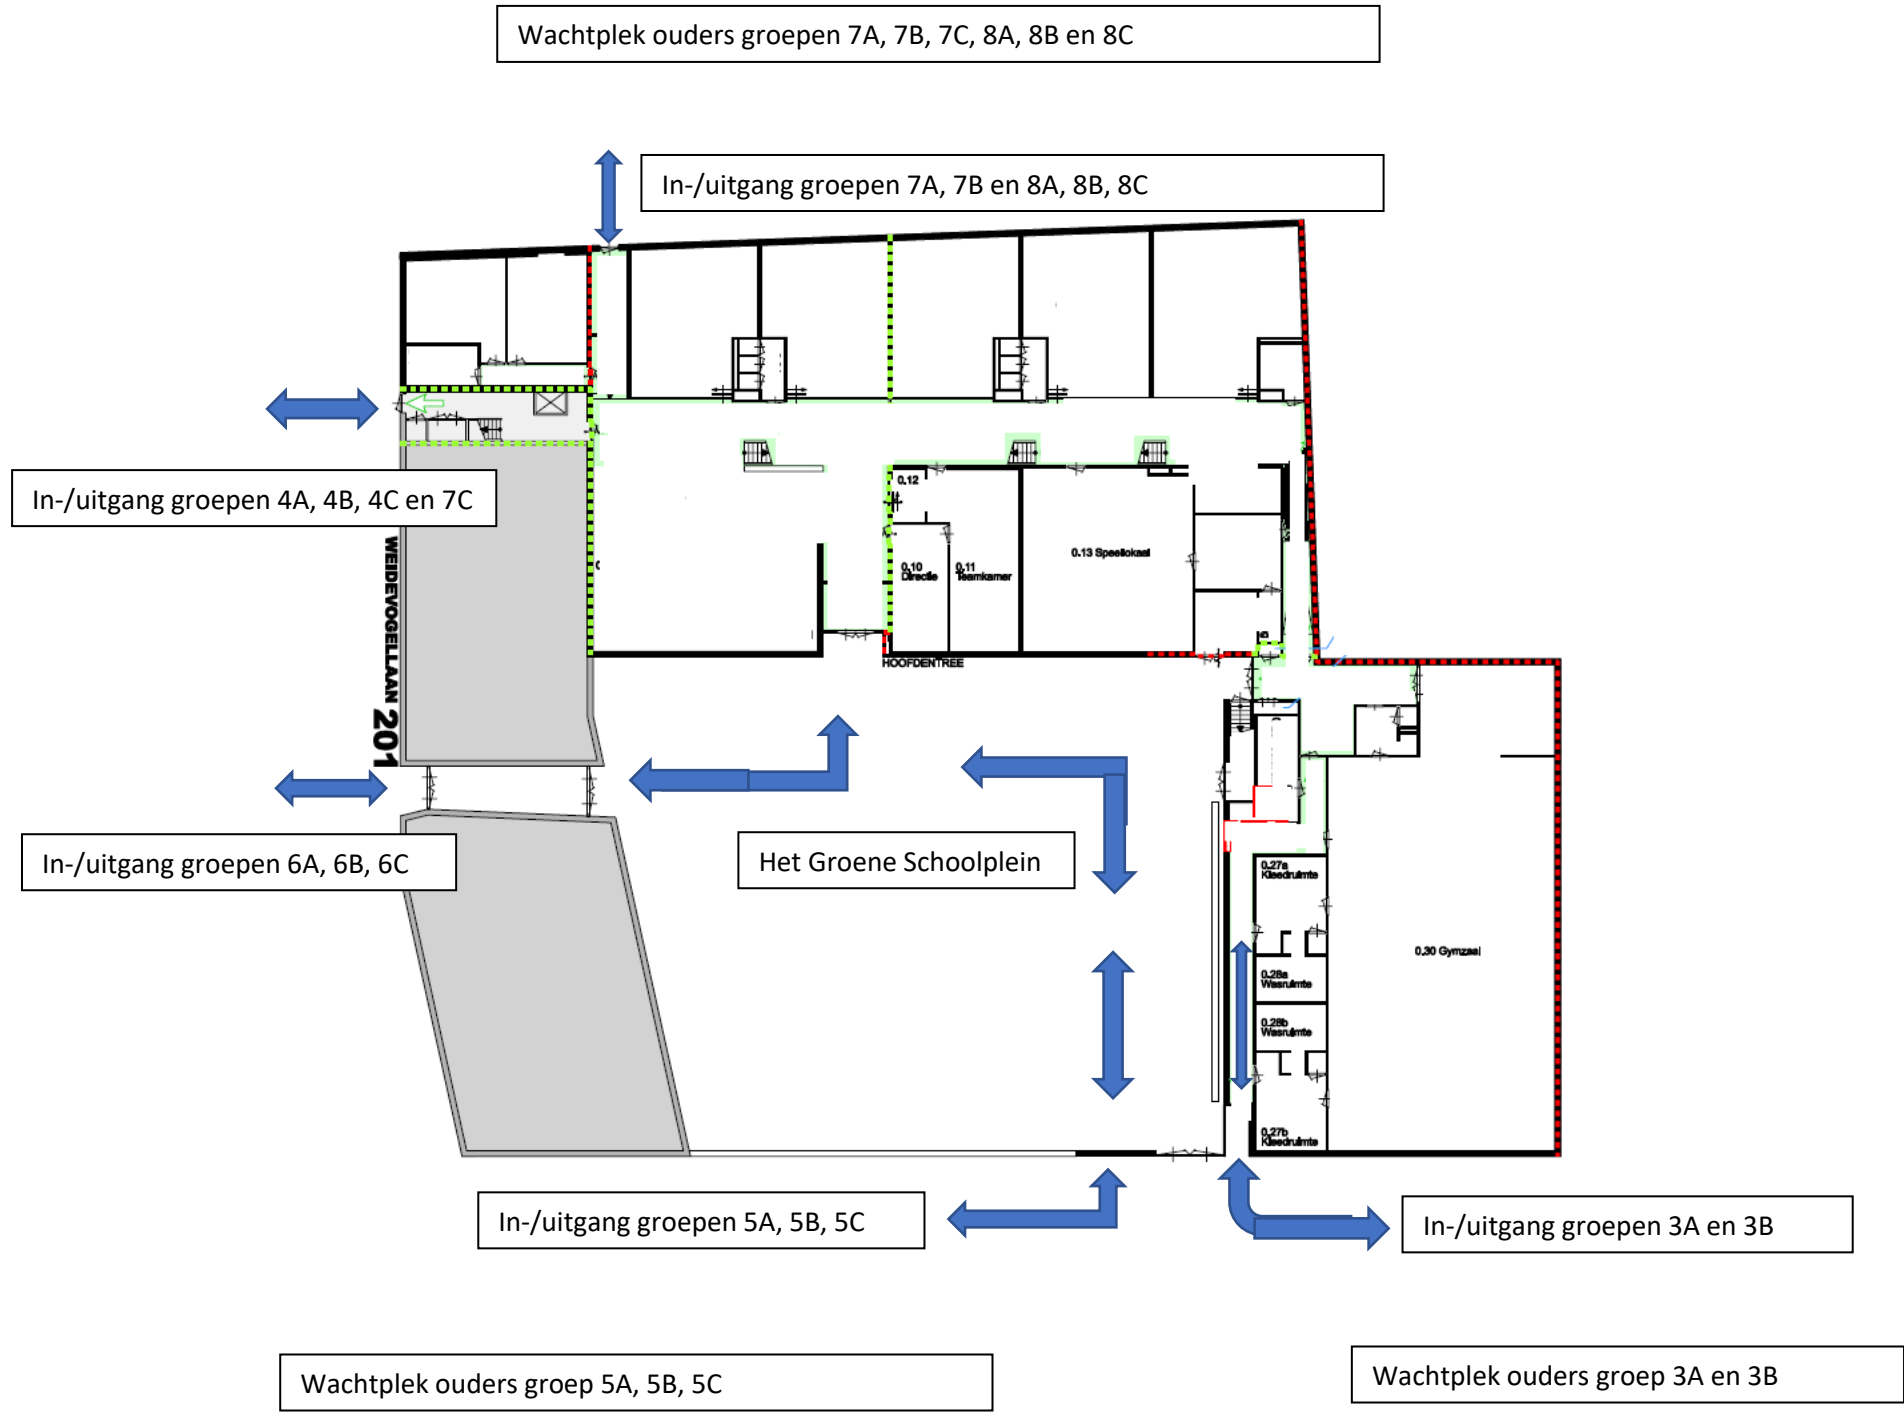 Wachtplek ouders groepen 7A, 7B, 7C, 8A, 8B en 8C
In-/uitgang groepen 7A, 7B en 8A, 8B, 8C
In-/uitgang groepen 4A, 4B, 4C en 7C
0.12
0.10
Directie
0.11
Teamkamer
0.13 Speellokaal
WEIDEVOGELLAAN 201
HOOFDENTREE
In-/uitgang groepen 6A, 6B, 6C
Het Groene Schoolplein
0.27a
Kleedruimte
0.28a
Wasruimte
0.28b
Wasruimte
0.27b
Kleedruimte
0.30 Gymzaal
In-/uitgang groepen 5A, 5B, 5C
In-/uitgang groepen 3A en 3B
Wachtplek ouders groep 5A, 5B, 5C
Wachtplek ouders groep 3A en 3B